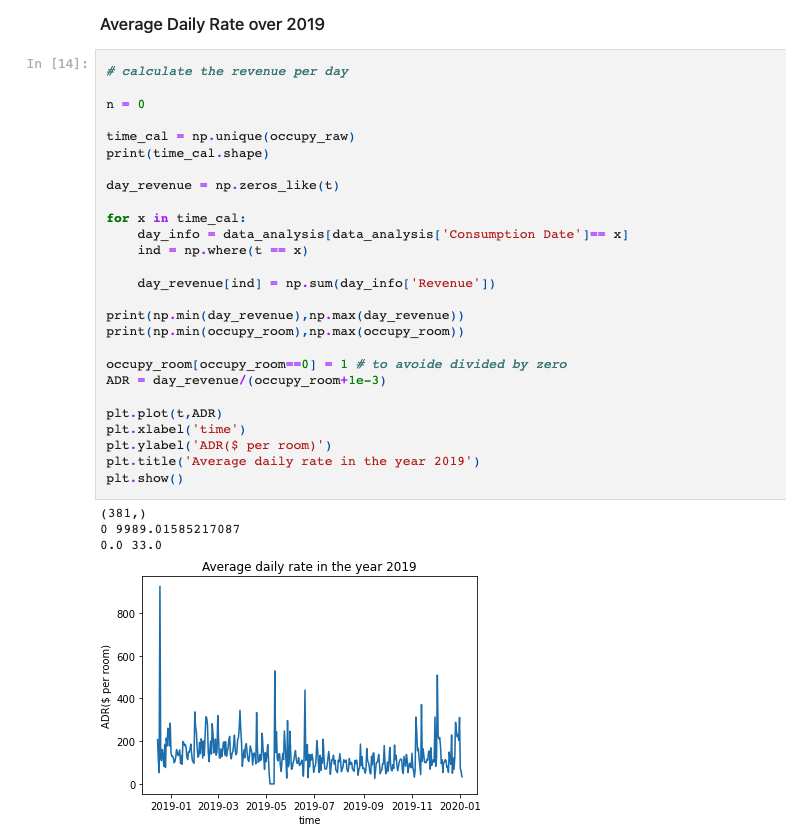 Average Daily Rate over 2019
In [14]:
# calculate the revenue per day
n = 0
time_cal = np.unique(occupy_raw)
print(time_cal.shape)
day_revenue = np.zeros_like(t)
for x in time_cal:
    day_info = data_analysis[data_analysis['Consumption Date']== x]
    ind = np.where(t == x)
    day_revenue[ind] = np.sum(day_info['Revenue'])
print(np.min(day_revenue),np.max(day_revenue))
print(np.min(occupy_room),np.max(occupy_room))
occupy_room[occupy_room==0] = 1 # to avoide divided by zero
ADR = day_revenue/(occupy_room+1e-3)
plt.plot(t,ADR)
plt.xlabel('time')
plt.ylabel('ADR($ per room)')
plt.title('Average daily rate in the year 2019')
plt.show()
(381,)
0 9989.01585217087
0.0 33.0
Average daily rate in the year 2019
ADR($ per room)
800
600
400
200
0
2019-01 2019-03 2019-05 2019-07 2019-09 2019-11 2020-01
time